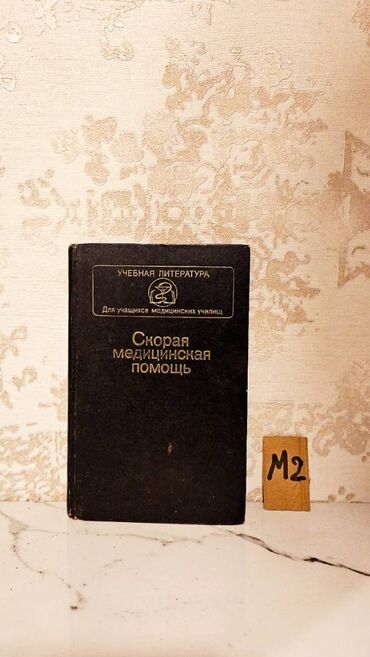 УЧЕБНАЯ ЛИТЕРАТУРА
Для учащихся медицинских училищ
Скорая
медицинская
помощь
M2